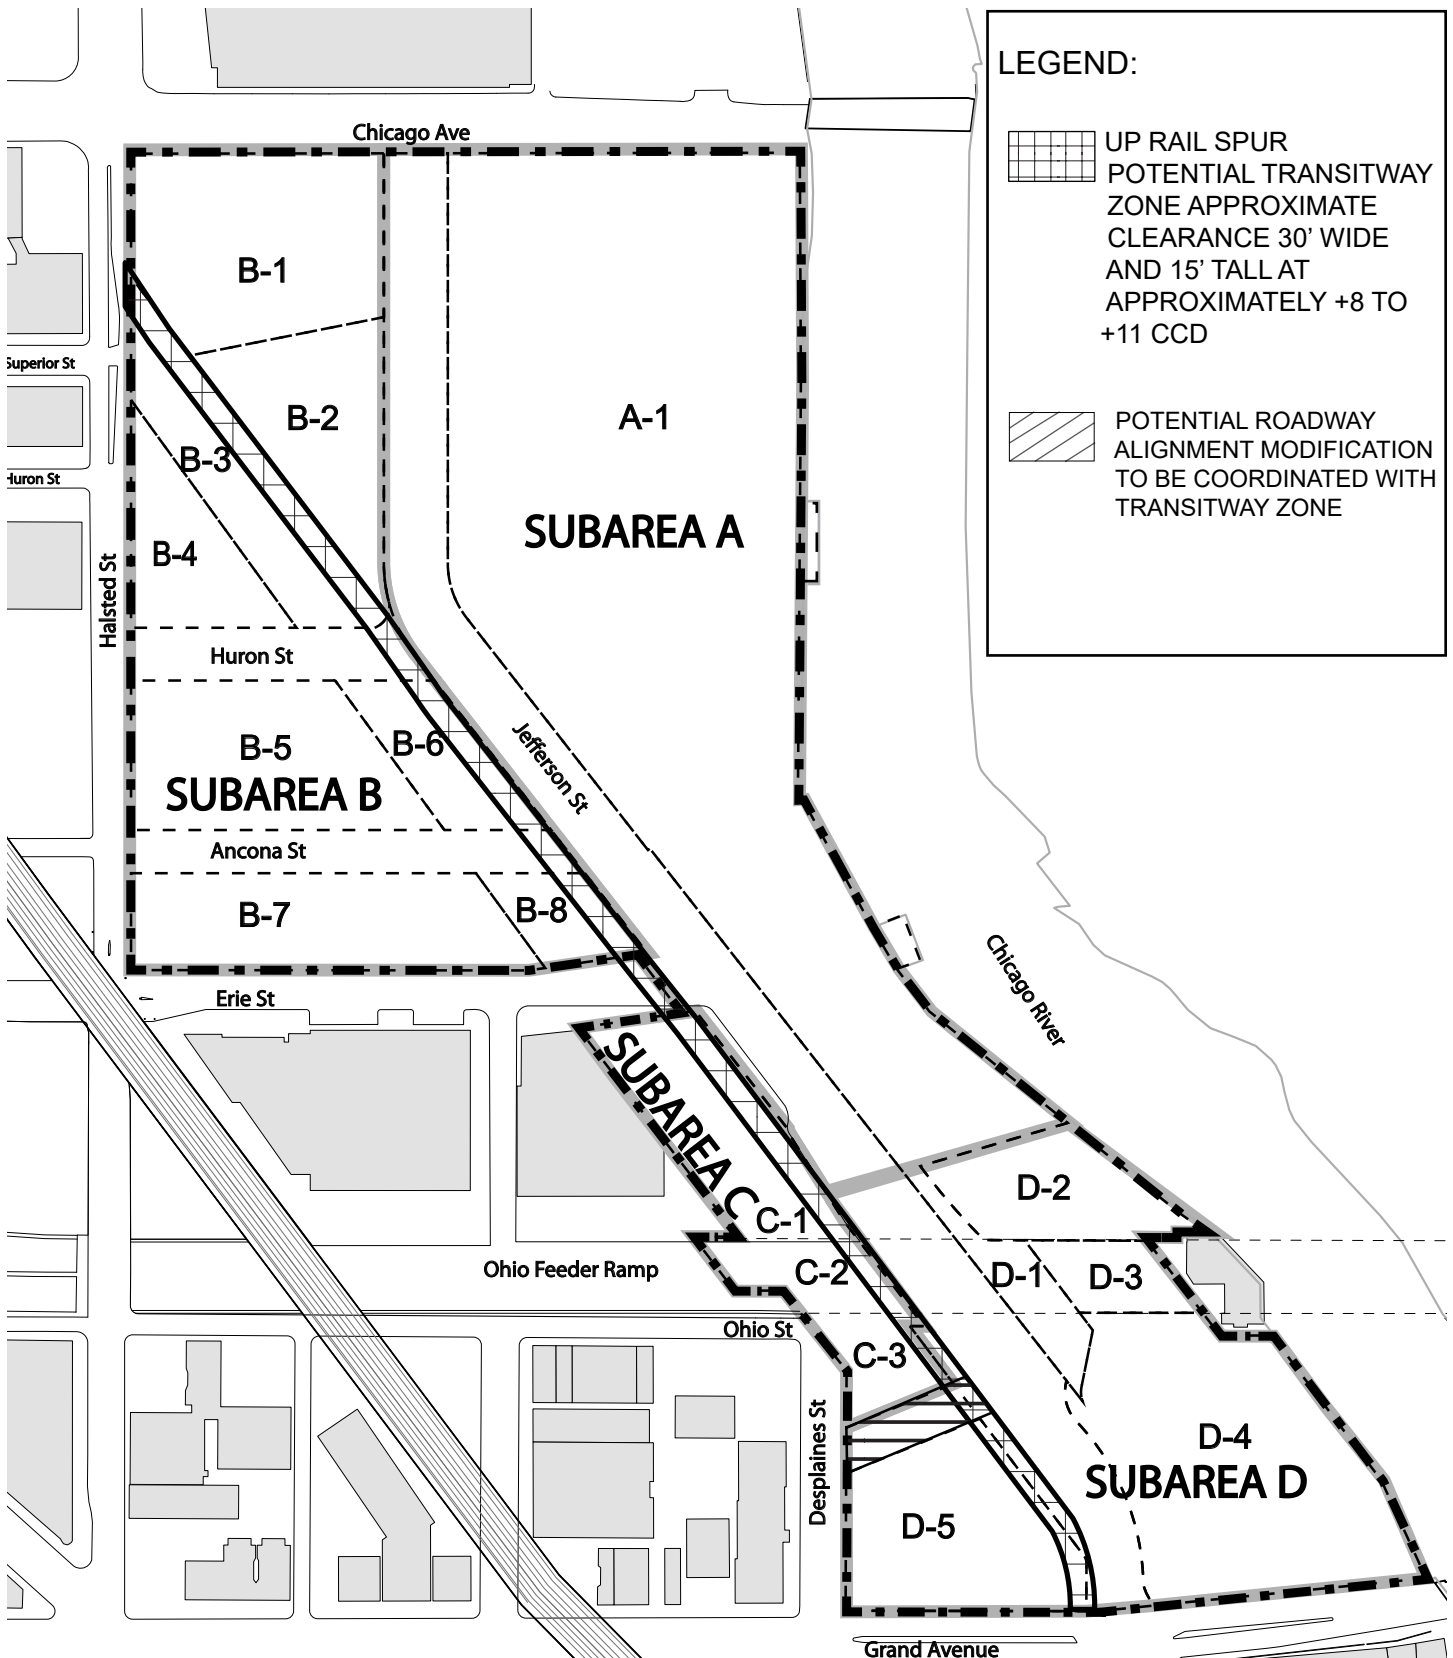 LEGEND:
UP RAIL SPUR
POTENTIAL TRANSITWAY
ZONE APPROXIMATE
CLEARANCE 30’ WIDE
AND 15’ TALL AT
APPROXIMATELY +8 TO
+11 CCD
POTENTIAL ROADWAY
ALIGNMENT MODIFICATION
TO BE COORDINATED WITH
TRANSITWAY ZONE
Chicago Ave
B-1
Superior St
B-2
A-1
B-3
Huron St
SUBAREA A
B-4
Halsted St
Huron St
Jefferson St
B-5
B-6
SUBAREA B
Ancona St
B-7
B-8
Chicago River
Erie St
SUBAREA C
D-2
C-1
Ohio Feeder Ramp
C-2
D-1
D-3
Ohio St
C-3
Desplaines St
D-4
SUBAREA D
D-5
Grand Avenue